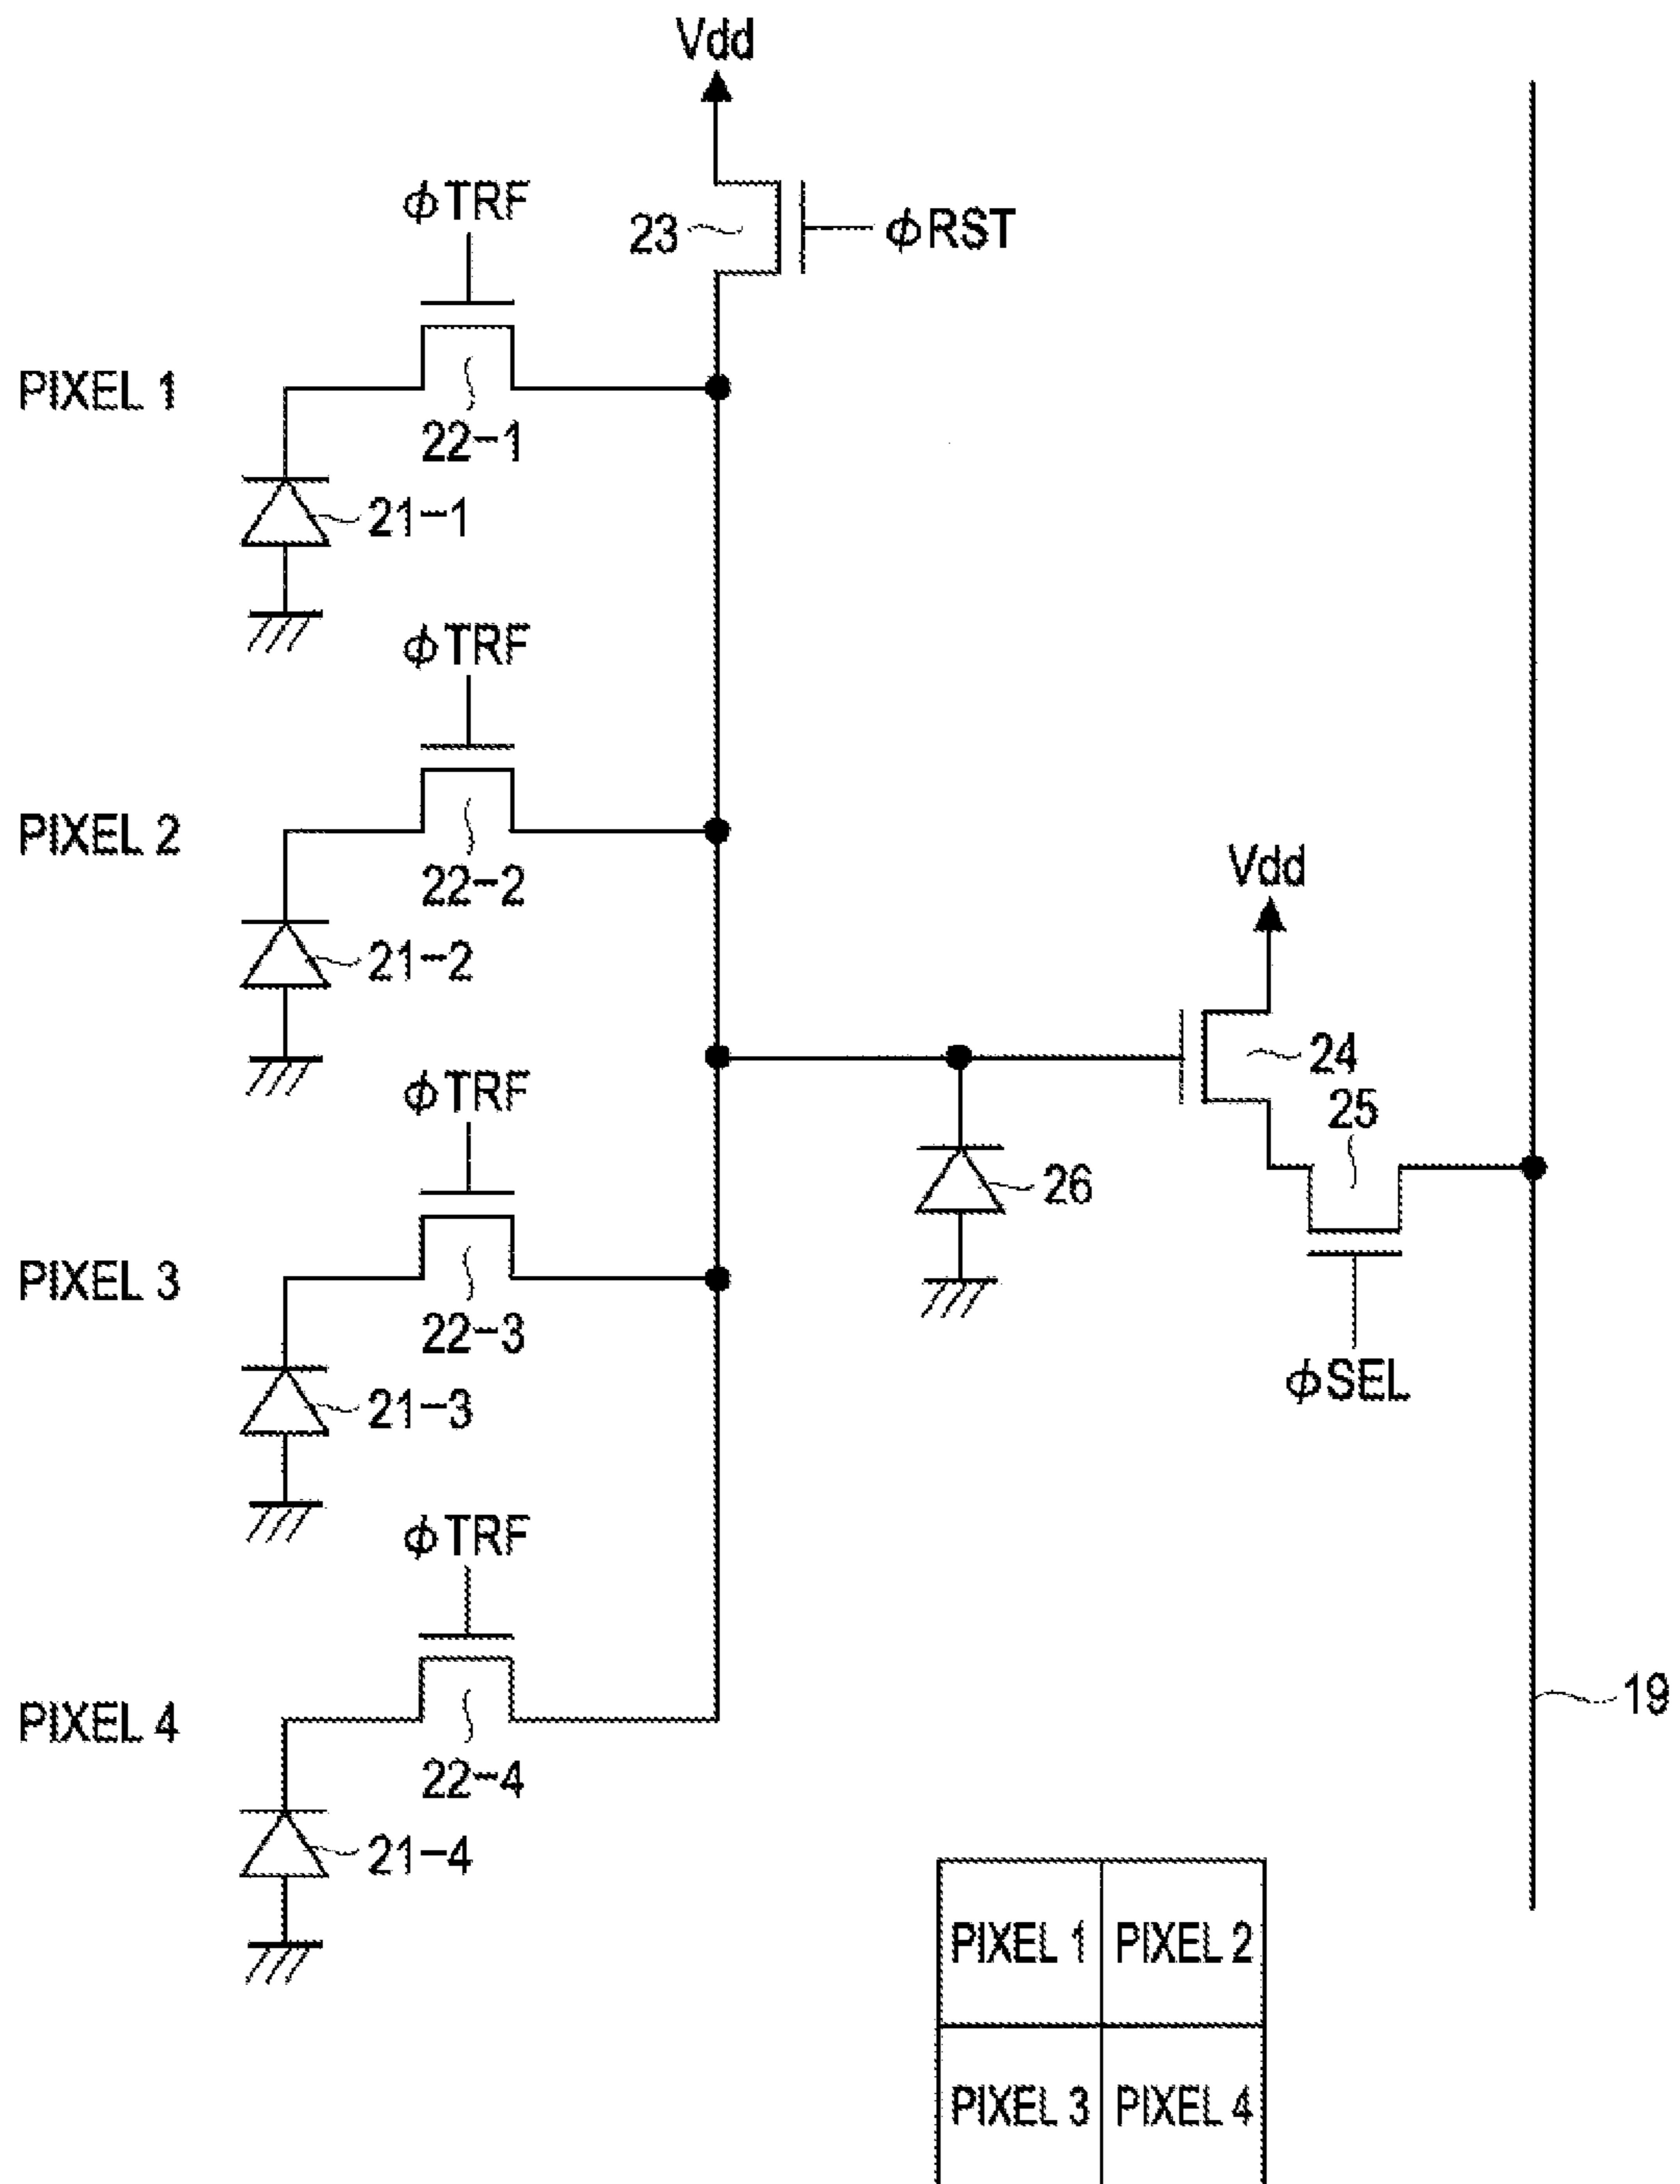 Vdd
ϕTRF
23
ϕRST
PIXEL 1
22-1
21-1
ϕTRF
PIXEL 2
22-2
Vdd
21-2
24
ϕTRF
25
26
PIXEL 3
22-3
ϕSEL
21-3
ϕTRF
19
PIXEL 4
22-4
21-4
PIXEL 1 PIXEL 2
PIXEL 3 PIXEL 4